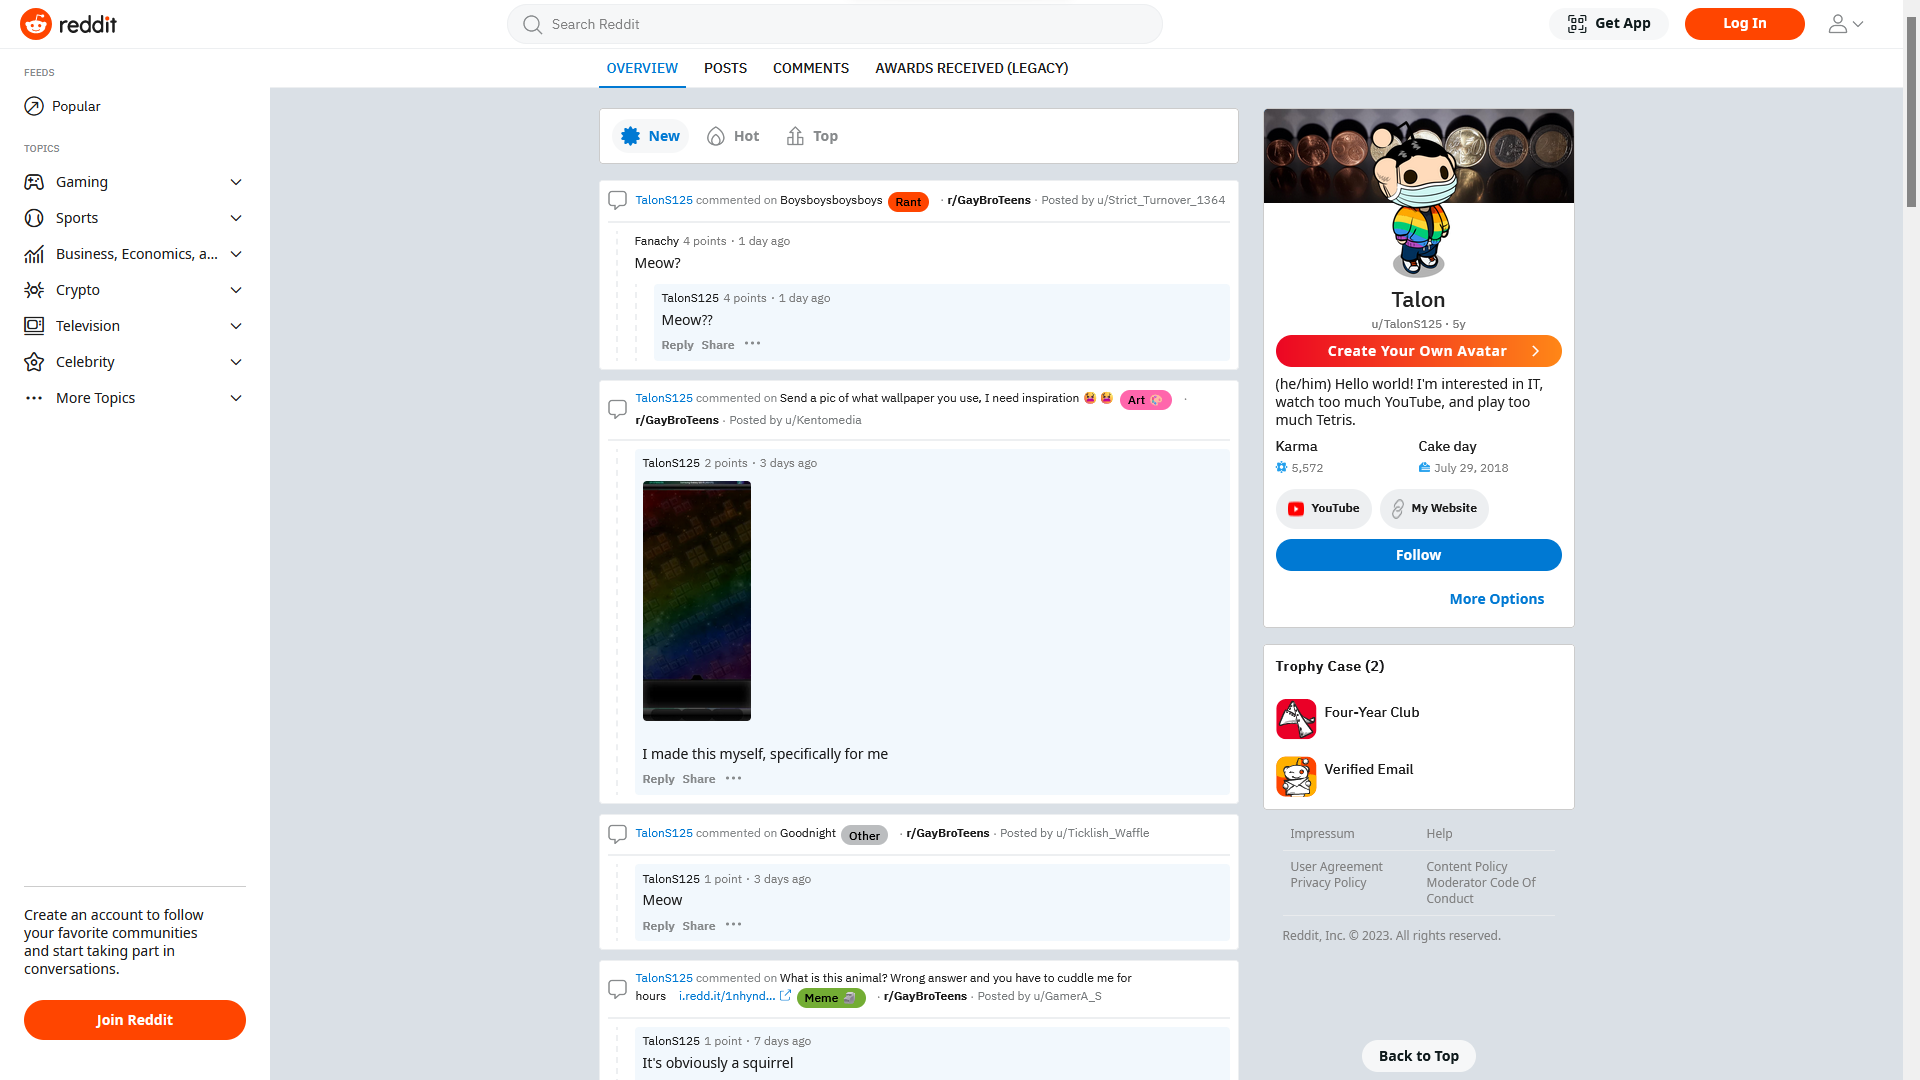 reddit
Search Reddit
Get App
Log In
FEEDS
Popular
TOPICS
Gaming
Sports
Business, Economics, a...
Crypto
Television
Celebrity
More Topics
Create an account to follow
your favorite communities
and start taking part in
conversations.
Join Reddit
OVERVIEW POSTS COMMENTS AWARDS RECEIVED (LEGACY)
New Hot Top
TalonS125 commented on Boysboysboysboys Rant · r/GayBroTeens · Posted by u/Strict_Turnover_1364
Fanachy 4 points · 1 day ago
Meow?
TalonS125 4 points · 1 day ago
Meow??
Reply Share ···
TalonS125 commented on Send a pic of what wallpaper you use, I need inspiration 😫 😫 Art 🎨 ·
r/GayBroTeens · Posted by u/Kentomedia
TalonS125 2 points · 3 days ago
I made this myself, specifically for me
Reply Share ···
TalonS125 commented on Goodnight Other · r/GayBroTeens · Posted by u/Ticklish_Waffle
TalonS125 1 point · 3 days ago
Meow
Reply Share ···
TalonS125 commented on What is this animal? Wrong answer and you have to cuddle me for
hours i.redd.it/1nhynd... Meme 🗿 · r/GayBroTeens · Posted by u/GamerA_S
TalonS125 1 point · 7 days ago
It's obviously a squirrel
Talon
u/TalonS125 · 5y
Create Your Own Avatar
(he/him) Hello world! I'm interested in IT,
watch too much YouTube, and play too
much Tetris.
Karma Cake day
5,572 July 29, 2018
YouTube My Website
Follow
More Options
Trophy Case (2)
Four-Year Club
Verified Email
Impressum Help
User Agreement Content Policy
Privacy Policy Moderator Code Of
Conduct
Reddit, Inc. © 2023. All rights reserved.
Back to Top